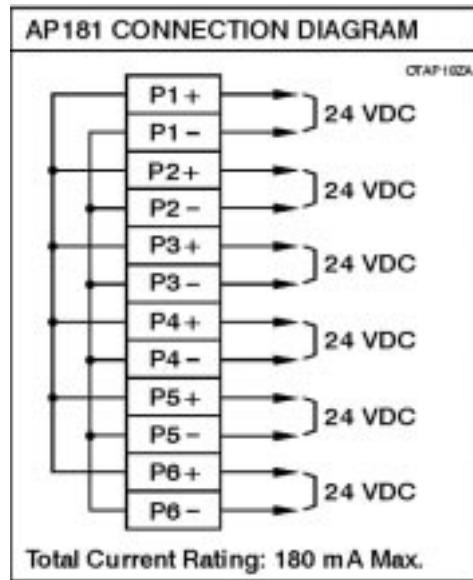 AP181 CONNECTION DIAGRAM
P1+
24 VDC
P1-
P2+
24 VDC
P2-
P3+
24 VDC
P3-
P4+
24 VDC
P4-
P5+
24 VDC
P5-
P6+
24 VDC
P6-
Total Current Rating: 180 mA Max.